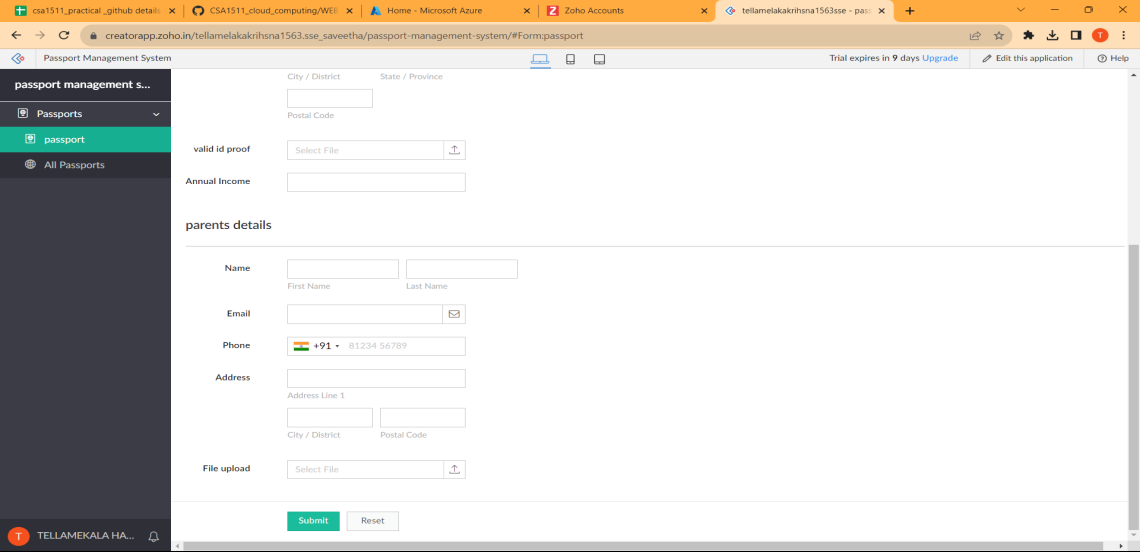 csa1511_practical _github details
CSA1511_cloud_computing/WEE
Home - Microsoft Azure
Zoho Accounts
tellamelakakrihsna1563sse - pas
creatorapp.zoho.in/tellamelakakrihsna1563.sse_saveetha/passport-management-system/#Form:passport
T
Passport Management System
Trial expires in 9 days Upgrade
Edit this application
Help
passport management s...
Passports
passport
All Passports
City / District
State / Province
Postal Code
valid id proof
Select File
Annual Income
parents details
Name
First Name
Last Name
Email
Phone
+91
81234 56789
Address
Address Line 1
City / District
Postal Code
File upload
Select File
Submit
Reset
T
TELLAMEKALA HA...